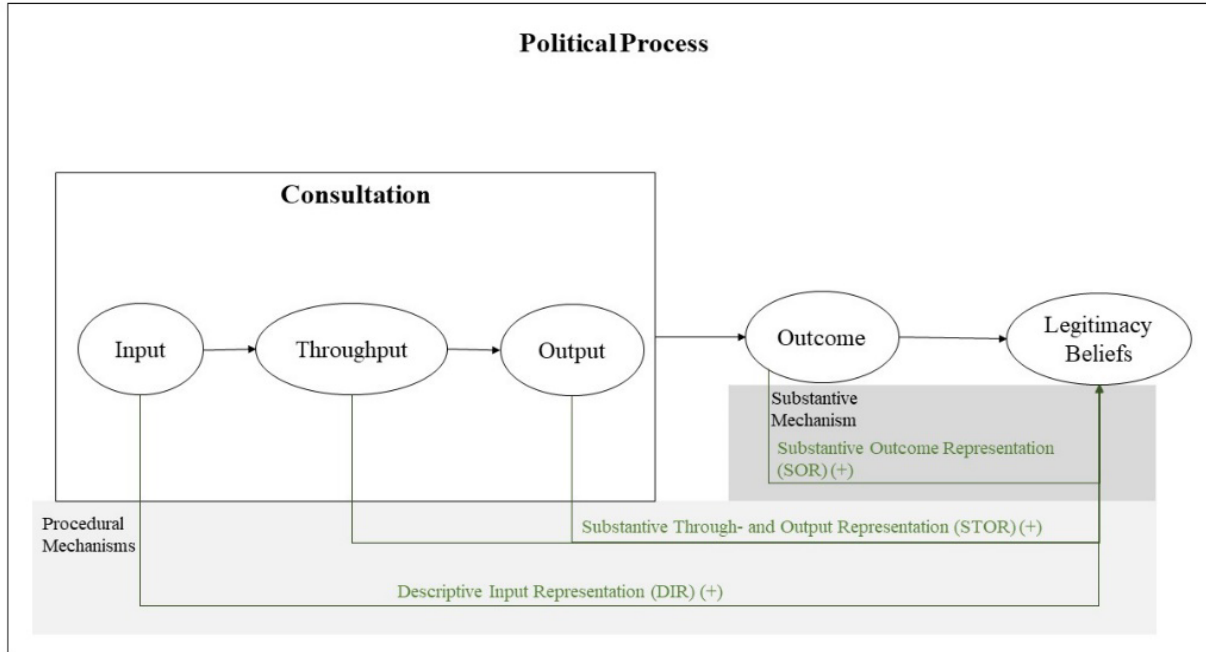 Political Process
Consultation
Input
Throughput
Output
Outcome
Legitimacy
Beliefs
Substantive
Mechanism
Substantive Outcome Representation
(SOR) (+)
Procedural
Mechanisms
Substantive Through- and Output Representation (STOR) (+)
Descriptive Input Representation (DIR) (+)